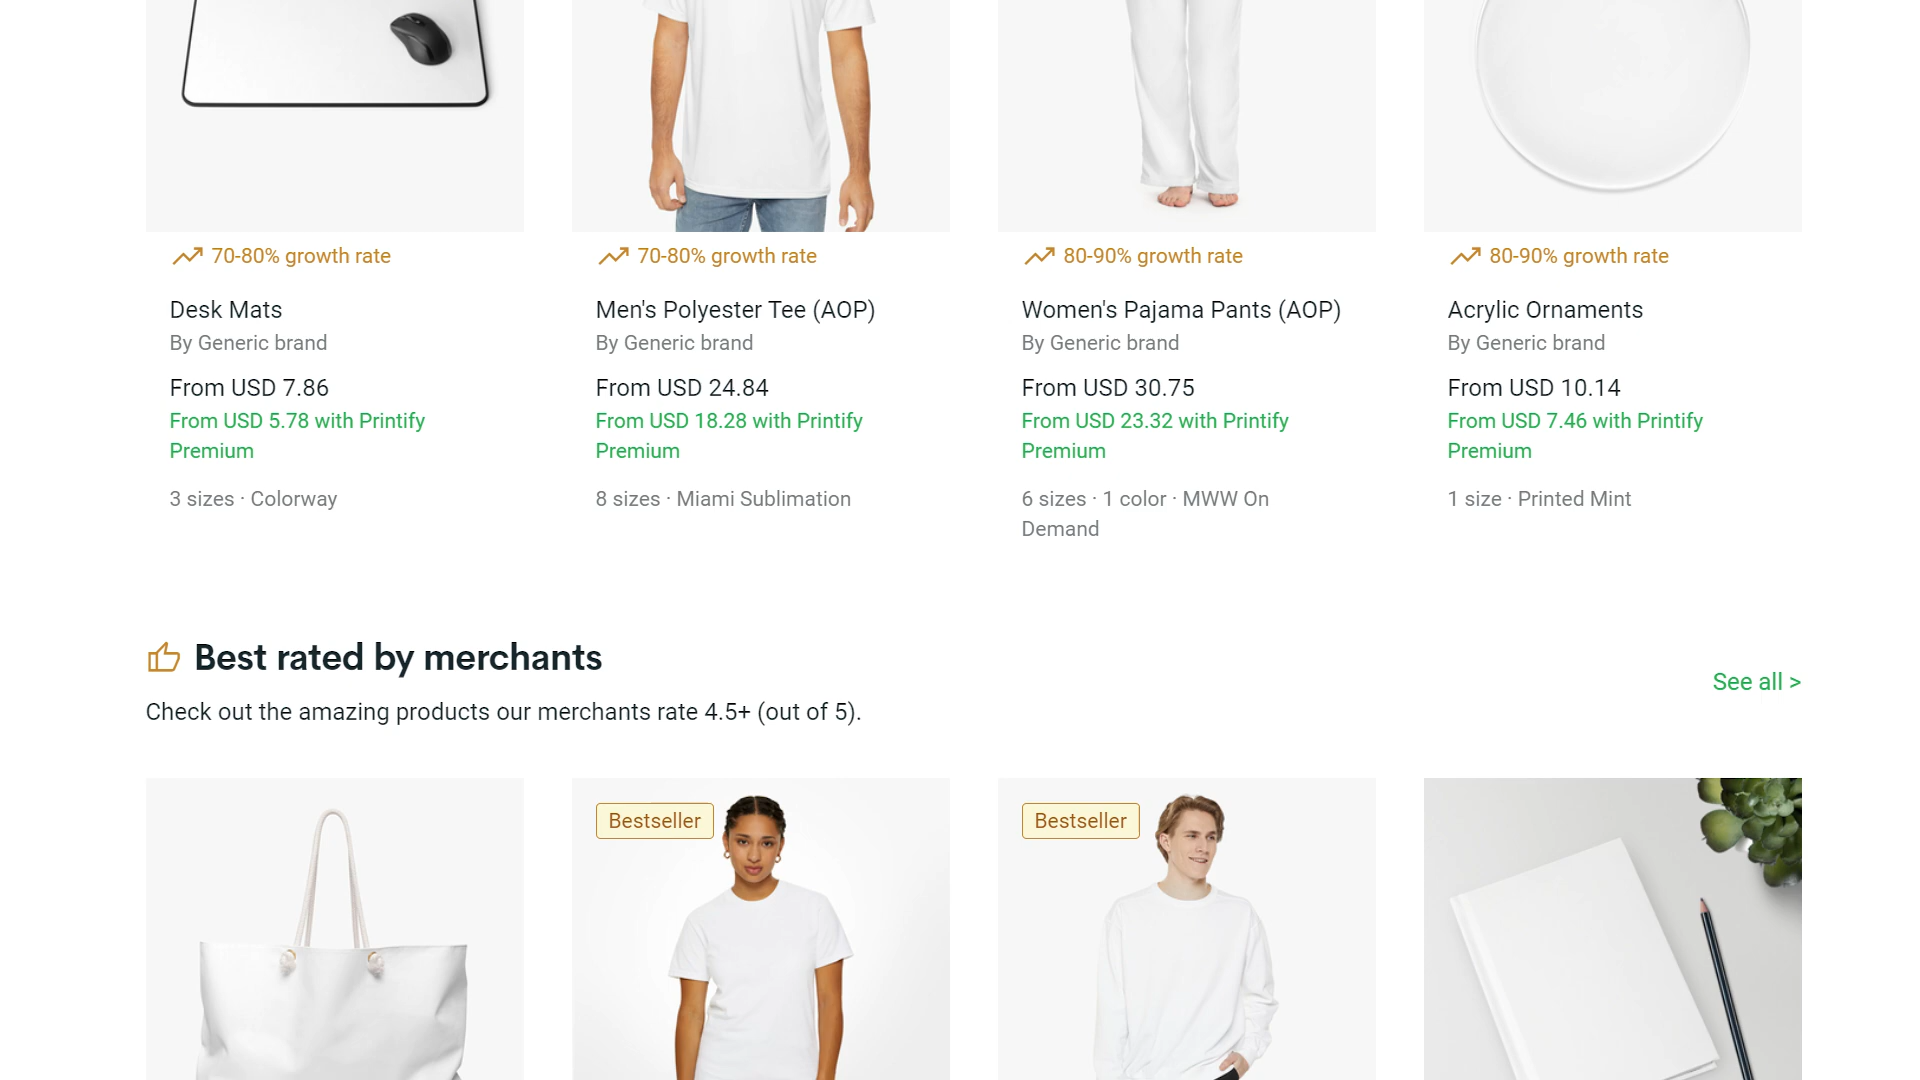 70-80% growth rate
Desk Mats
By Generic brand
From USD 7.86
From USD 5.78 with Printify
Premium
3 sizes · Colorway
70-80% growth rate
Men's Polyester Tee (AOP)
By Generic brand
From USD 24.84
From USD 18.28 with Printify
Premium
8 sizes · Miami Sublimation
80-90% growth rate
Women's Pajama Pants (AOP)
By Generic brand
From USD 30.75
From USD 23.32 with Printify
Premium
6 sizes · 1 color · MWW On
Demand
80-90% growth rate
Acrylic Ornaments
By Generic brand
From USD 10.14
From USD 7.46 with Printify
Premium
1 size · Printed Mint
Best rated by merchants
Check out the amazing products our merchants rate 4.5+ (out of 5).
See all >
Bestseller
Bestseller